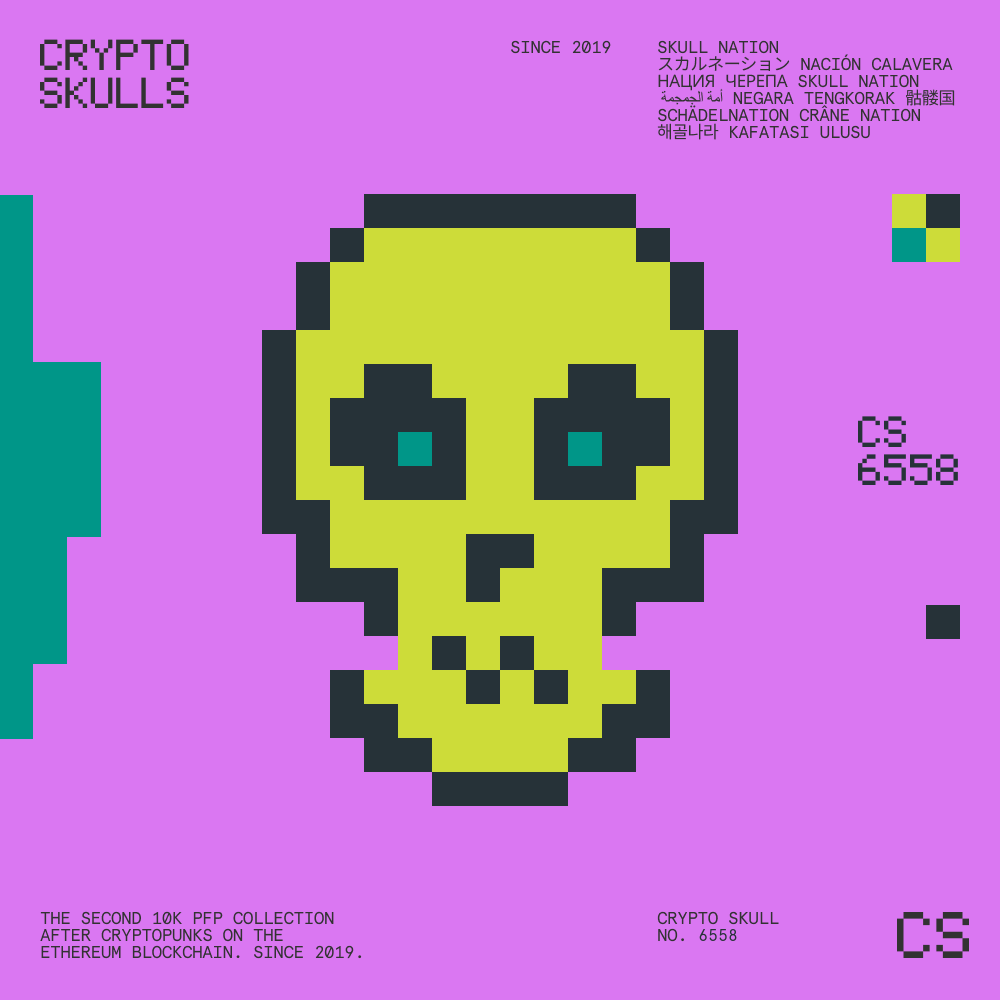 CRYPTO
SKULLS
SINCE 2019
SKULL NATION
スカルネーション NACIÓN CALAVERA
НАЦИЯ ЧЕРЕПА SKULL NATION
أمة الجمجمة NEGARA TENGKORAK 骷髅国
SCHÄDELNATION CRÂNE NATION
해골나라 KAFATASI ULUSU
CS
6558
THE SECOND 10K PFP COLLECTION
AFTER CRYPTOPUNKS ON THE
ETHEREUM BLOCKCHAIN. SINCE 2019.
CRYPTO SKULL
NO. 6558
CS